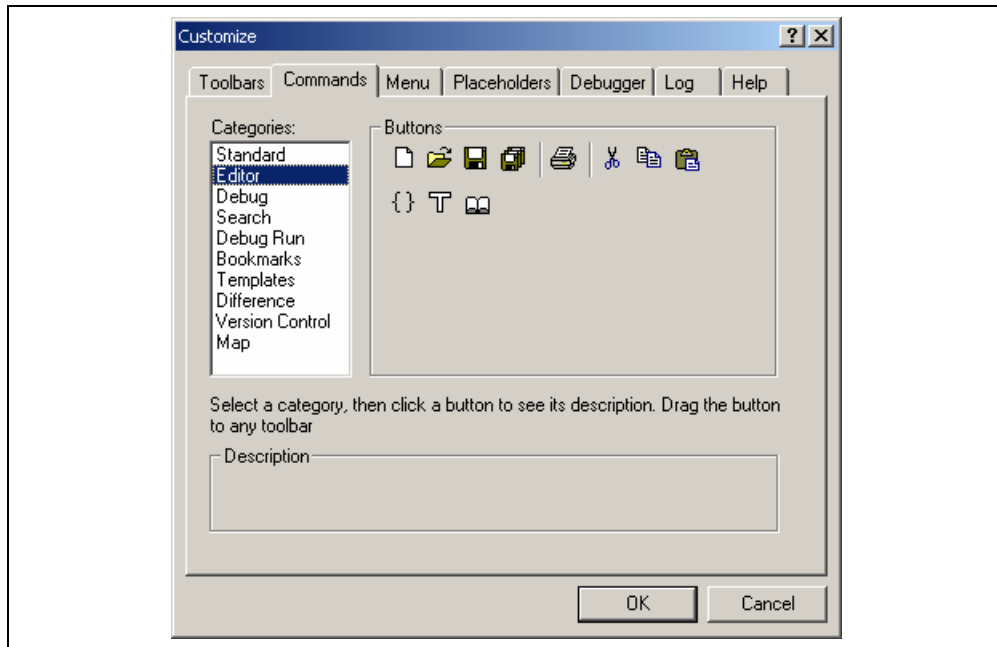 Customize
Toolbars Commands Menu Placeholders Debugger Log Help
Categories:
Standard
Editor
Debug
Search
Debug Run
Bookmarks
Templates
Difference
Version Control
Map
Buttons
{} T
Select a category, then click a button to see its description. Drag the button
to any toolbar
Description
OK Cancel